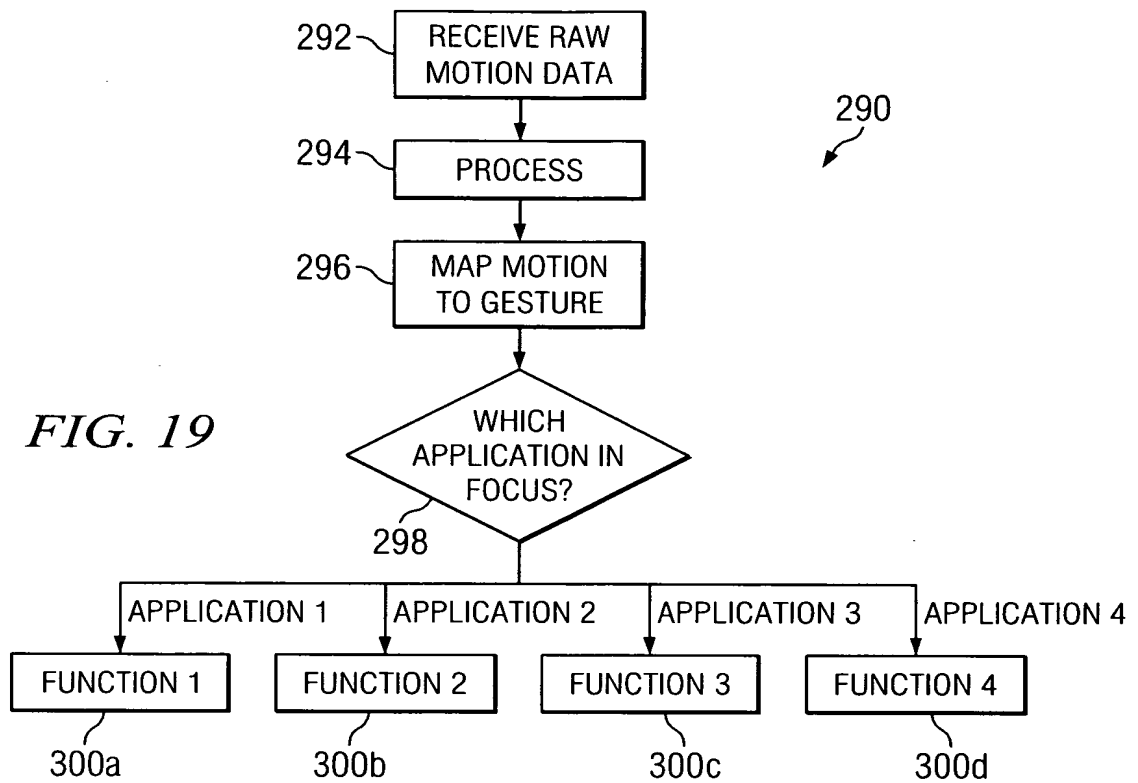 292
RECEIVE RAW
MOTION DATA
290
294
PROCESS
296
MAP MOTION
TO GESTURE
FIG. 19
WHICH
APPLICATION IN
FOCUS?
298
APPLICATION 1
APPLICATION 2
APPLICATION 3
APPLICATION 4
FUNCTION 1
FUNCTION 2
FUNCTION 3
FUNCTION 4
300a
300b
300c
300d